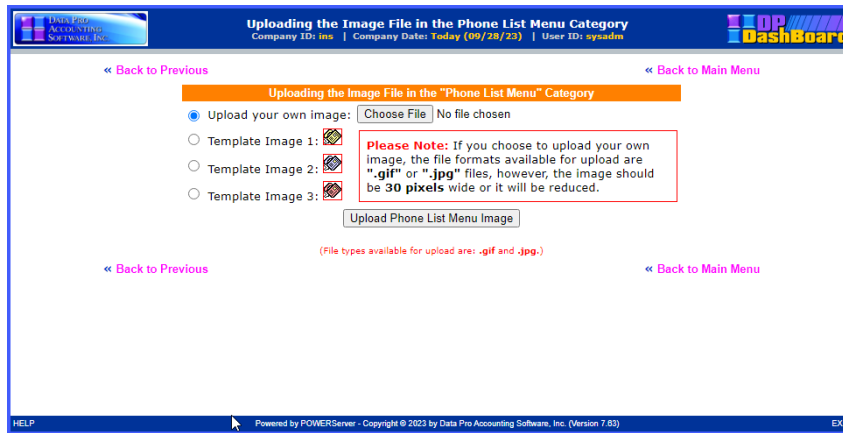 DATA PRO
ACCOUNTING
SOFTWARE, INC.
Uploading the Image File in the Phone List Menu Category
Company ID: ins | Company Date: Today (09/28/23) | User ID: sysadm
DP
DashBoard
« Back to Previous
« Back to Main Menu
Uploading the Image File in the "Phone List Menu" Category
Upload your own image: Choose File No file chosen
Template Image 1:
Template Image 2:
Template Image 3:
Please Note: If you choose to upload your own
image, the file formats available for upload are
".gif" or ".jpg" files, however, the image should
be 30 pixels wide or it will be reduced.
Upload Phone List Menu Image
(File types available for upload are: .gif and .jpg.)
« Back to Previous
« Back to Main Menu
HELP
Powered by POWERServer - Copyright © 2023 by Data Pro Accounting Software, Inc. (Version 7.63)
EX